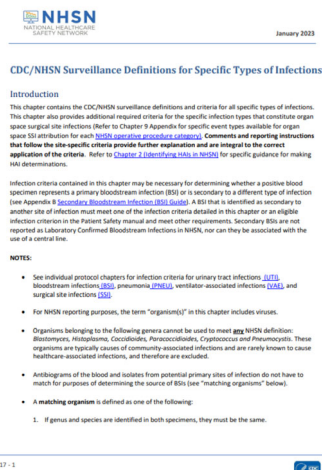 NHSN
NATIONAL HEALTHCARE
SAFETY NETWORK
January 2023
CDC/NHSN Surveillance Definitions for Specific Types of Infections
Introduction
This chapter contains the CDC/NHSN surveillance definitions and criteria for all specific types of infections.
This chapter also provides additional required criteria for the specific infection types that constitute organ
space surgical site infections (Refer to Chapter 9 Appendix for specific event types available for organ
space SSI attribution for each NHSN operative procedure category). Comments and reporting instructions
that follow the site-specific criteria provide further explanation and are integral to the correct
application of the criteria. Refer to Chapter 2 (Identifying HAIs in NHSN) for specific guidance for making
HAI determinations.
Infection criteria contained in this chapter may be necessary for determining whether a positive blood
specimen represents a primary bloodstream infection (BSI) or is secondary to a different type of infection
(see Appendix B Secondary Bloodstream Infection (BSI) Guide). A BSI that is identified as secondary to
another site of infection must meet one of the infection criteria detailed in this chapter or an eligible
infection criterion in the Patient Safety manual and meet other requirements. Secondary BSIs are not
reported as Laboratory Confirmed Bloodstream Infections in NHSN, nor can they be associated with the
use of a central line.
NOTES:
• See individual protocol chapters for infection criteria for urinary tract infections (UTI),
bloodstream infections (BSI), pneumonia (PNEU), ventilator-associated infections (VAE), and
surgical site infections (SSI).
• For NHSN reporting purposes, the term “organism(s)” in this chapter includes viruses.
• Organisms belonging to the following genera cannot be used to meet any NHSN definition:
Blastomyces, Histoplasma, Coccidioides, Paracoccidioides, Cryptococcus and Pneumocystis. These
organisms are typically causes of community-associated infections and are rarely known to cause
healthcare-associated infections, and therefore are excluded.
• Antibiograms of the blood and isolates from potential primary sites of infection do not have to
match for purposes of determining the source of BSIs (see “matching organisms” below).
• A matching organism is defined as one of the following:
1. If genus and species are identified in both specimens, they must be the same.
17 - 1
CDC